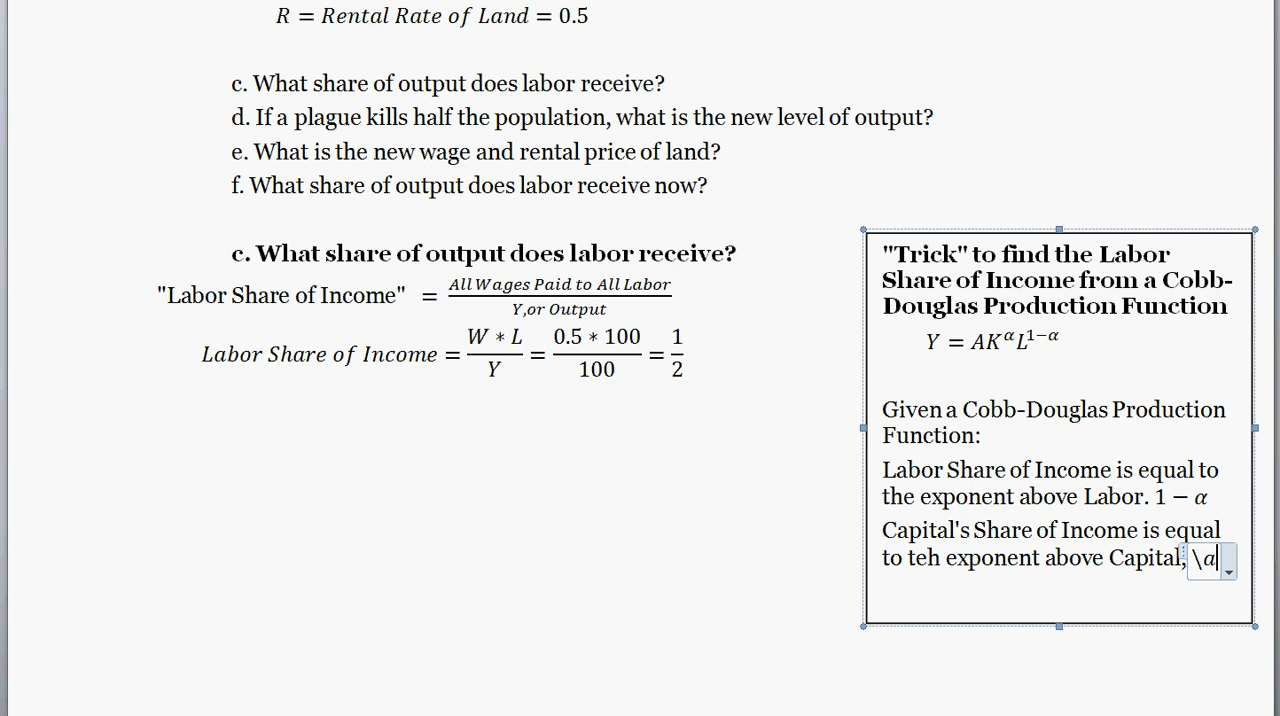 R = Rental Rate of Land = 0.5
c. What share of output does labor receive?
d. If a plague kills half the population, what is the new level of output?
e. What is the new wage and rental price of land?
f. What share of output does labor receive now?
c. What share of output does labor receive?
"Labor Share of Income" = All Wages Paid to All Labor / Y,or Output
Labor Share of Income = W * L / Y = 0.5 * 100 / 100 = 1 / 2
"Trick" to find the Labor
Share of Income from a Cobb-
Douglas Production Function
Y = AK^α L^1−α
Given a Cobb-Douglas Production
Function:
Labor Share of Income is equal to
the exponent above Labor. 1 − α
Capital's Share of Income is equal
to teh exponent above Capital, \a